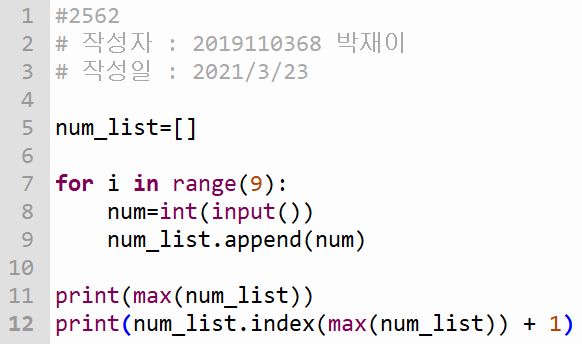 1 #2562
2 # 작성자 : 2019110368 박재이
3 # 작성일 : 2021/3/23
4
5 num_list=[]
6
7 for i in range(9):
8     num=int(input())
9     num_list.append(num)
10
11 print(max(num_list))
12 print(num_list.index(max(num_list)) + 1)